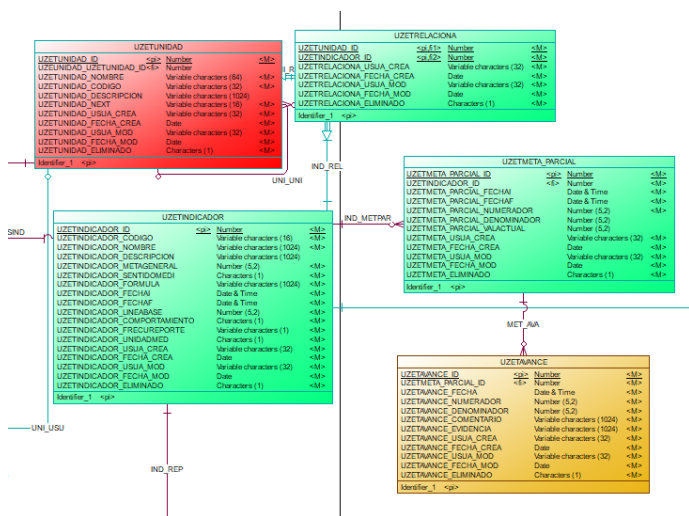 UZETUNIDAD
UZETUNIDAD_ID <pi> Number <M>
UZEUNIDAD_UZETUNIDAD_ID <fi> Number
UZETUNIDAD_NOMBRE Variable characters (64) <M>
UZETUNIDAD_CODIGO Variable characters (32) <M>
UZETUNIDAD_DESCRIPCION Variable characters (1024)
UZETUNIDAD_NEXT Variable characters (16) <M>
UZETUNIDAD_USUA_CREA Variable characters (32) <M>
UZETUNIDAD_FECHA_CREA Date <M>
UZETUNIDAD_USUA_MOD Variable characters (32) <M>
UZETUNIDAD_FECHA_MOD Date <M>
UZETUNIDAD_ELIMINADO Characters (1) <M>
Identifier_1 <pi>
UZETRELACIONA
UZETUNIDAD_ID <pi,fi1> Number <M>
UZETINDICADOR_ID <pi,fi2> Number <M>
UZETRELACIONA_USUA_CREA Variable characters (32) <M>
UZETRELACIONA_FECHA_CREA Date <M>
UZETRELACIONA_USUA_MOD Variable characters (32) <M>
UZETRELACIONA_FECHA_MOD Date <M>
UZETRELACIONA_ELIMINADO Characters (1) <M>
Identifier_1 <pi>
UNI_UNI
IND_REL
SIND
IND_METPAR
UZETINDICADOR
UZETINDICADOR_ID <pi> Number <M>
UZETINDICADOR_CODIGO Variable characters (16) <M>
UZETINDICADOR_NOMBRE Variable characters (1024) <M>
UZETINDICADOR_DESCRIPCION Variable characters (1024)
UZETINDICADOR_METAGENERAL Number (5,2) <M>
UZETINDICADOR_SENTIDOMEDI Characters (1) <M>
UZETINDICADOR_FORMULA Variable characters (1024) <M>
UZETINDICADOR_FECHAI Date & Time <M>
UZETINDICADOR_FECHAF Date & Time <M>
UZETINDICADOR_LINEABASE Number (5,2) <M>
UZETINDICADOR_COMPORTAMIENTO Characters (1) <M>
UZETINDICADOR_FRECUREPORTE Variable characters (1) <M>
UZETINDICADOR_UNIDADMED Characters (1) <M>
UZETINDICADOR_USUA_CREA Variable characters (32) <M>
UZETINDICADOR_FECHA_CREA Date <M>
UZETINDICADOR_USUA_MOD Variable characters (32) <M>
UZETINDICADOR_FECHA_MOD Date <M>
UZETINDICADOR_ELIMINADO Characters (1) <M>
Identifier_1 <pi>
UZETMETA_PARCIAL
UZETMETA_PARCIAL_ID <pi> Number <M>
UZETINDICADOR_ID <fi> Number <M>
UZETMETA_PARCIAL_FECHAI Date & Time <M>
UZETMETA_PARCIAL_FECHAF Date & Time <M>
UZETMETA_PARCIAL_NUMERADOR Number (5,2) <M>
UZETMETA_PARCIAL_DENOMINADOR Number (5,2)
UZETMETA_PARCIAL_VALACTUAL Number (5,2)
UZETMETA_USUA_CREA Variable characters (32) <M>
UZETMETA_FECHA_CREA Date <M>
UZETMETA_USUA_MOD Variable characters (32) <M>
UZETMETA_FECHA_MOD Date <M>
UZETMETA_ELIMINADO Characters (1) <M>
Identifier_1 <pi>
MET_AVA
UZETAVANCE
UZETAVANCE_ID <pi> Number <M>
UZETMETA_PARCIAL_ID <fi> Number <M>
UZETAVANCE_FECHA Date & Time <M>
UZETAVANCE_NUMERADOR Number (5,2) <M>
UZETAVANCE_DENOMINADOR Number (5,2) <M>
UZETAVANCE_COMENTARIO Variable characters (1024) <M>
UZETAVANCE_EVIDENCIA Variable characters (1024) <M>
UZETAVANCE_USUA_CREA Variable characters (32) <M>
UZETAVANCE_FECHA_CREA Date <M>
UZETAVANCE_USUA_MOD Variable characters (32) <M>
UZETAVANCE_FECHA_MOD Date <M>
UZETAVANCE_ELIMINADO Characters (1) <M>
Identifier_1 <pi>
UNI_USU
IND_REP